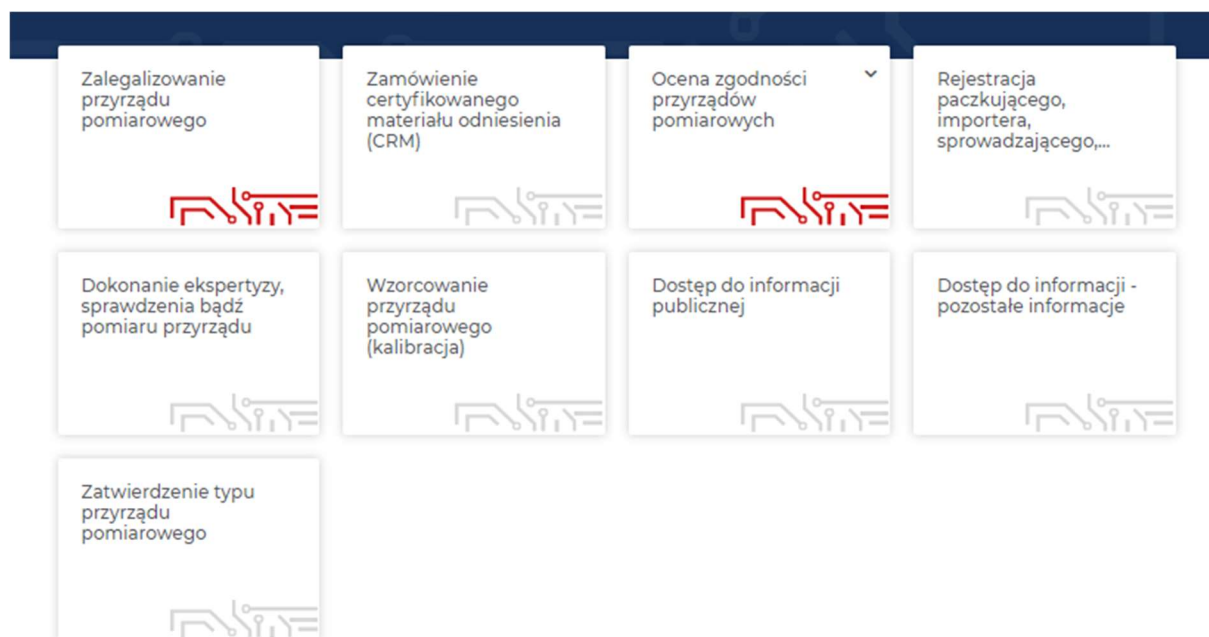 Zalegalizowanie
przyrządu
pomiarowego
Zamówienie
certyfikowanego
materiału odniesienia
(CRM)
Ocena zgodności
przyrządów
pomiarowych
Rejestracja
paczkującego,
importera,
sprowadzającego,...
Dokonanie ekspertyzy,
sprawdzenia bądź
pomiaru przyrządu
Wzorcowanie
przyrządu
pomiarowego
(kalibracja)
Dostęp do informacji
publicznej
Dostęp do informacji -
pozostałe informacje
Zatwierdzenie typu
przyrządu
pomiarowego